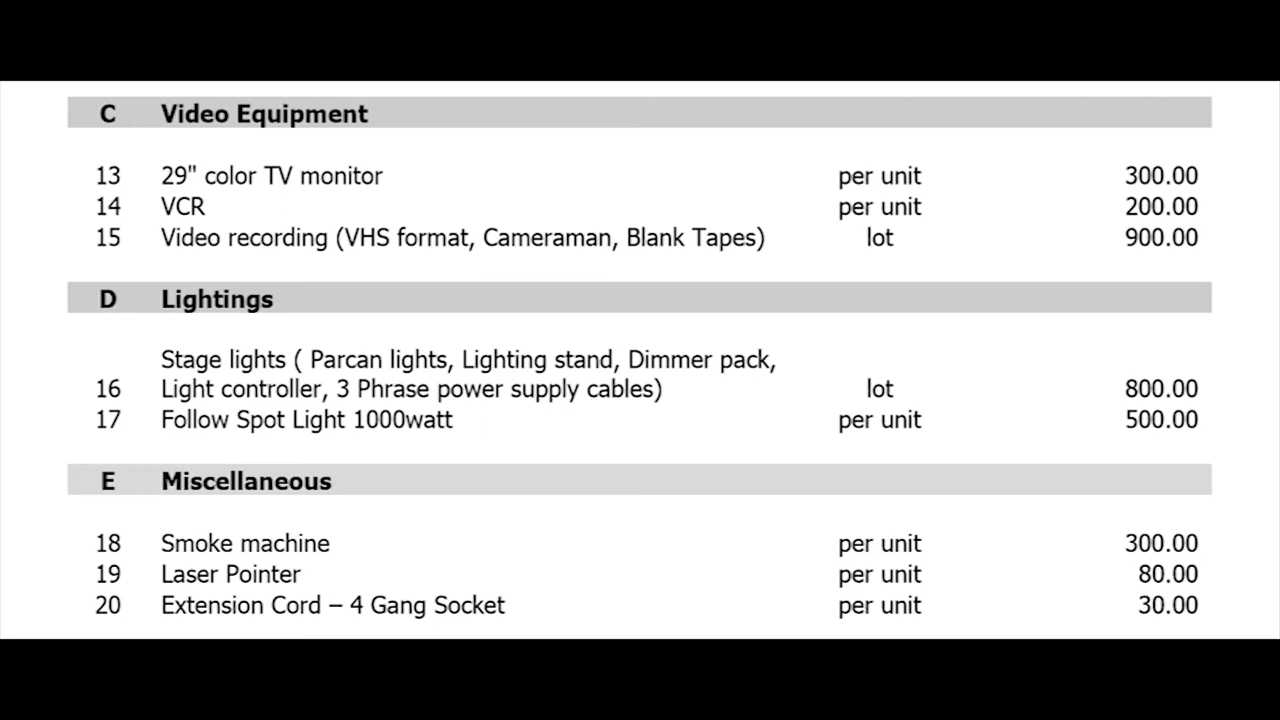 C Video Equipment
13 29" color TV monitor per unit 300.00
14 VCR per unit 200.00
15 Video recording (VHS format, Cameraman, Blank Tapes) lot 900.00
D Lightings
Stage lights ( Parcan lights, Lighting stand, Dimmer pack,
16 Light controller, 3 Phrase power supply cables) lot 800.00
17 Follow Spot Light 1000watt per unit 500.00
E Miscellaneous
18 Smoke machine per unit 300.00
19 Laser Pointer per unit 80.00
20 Extension Cord – 4 Gang Socket per unit 30.00